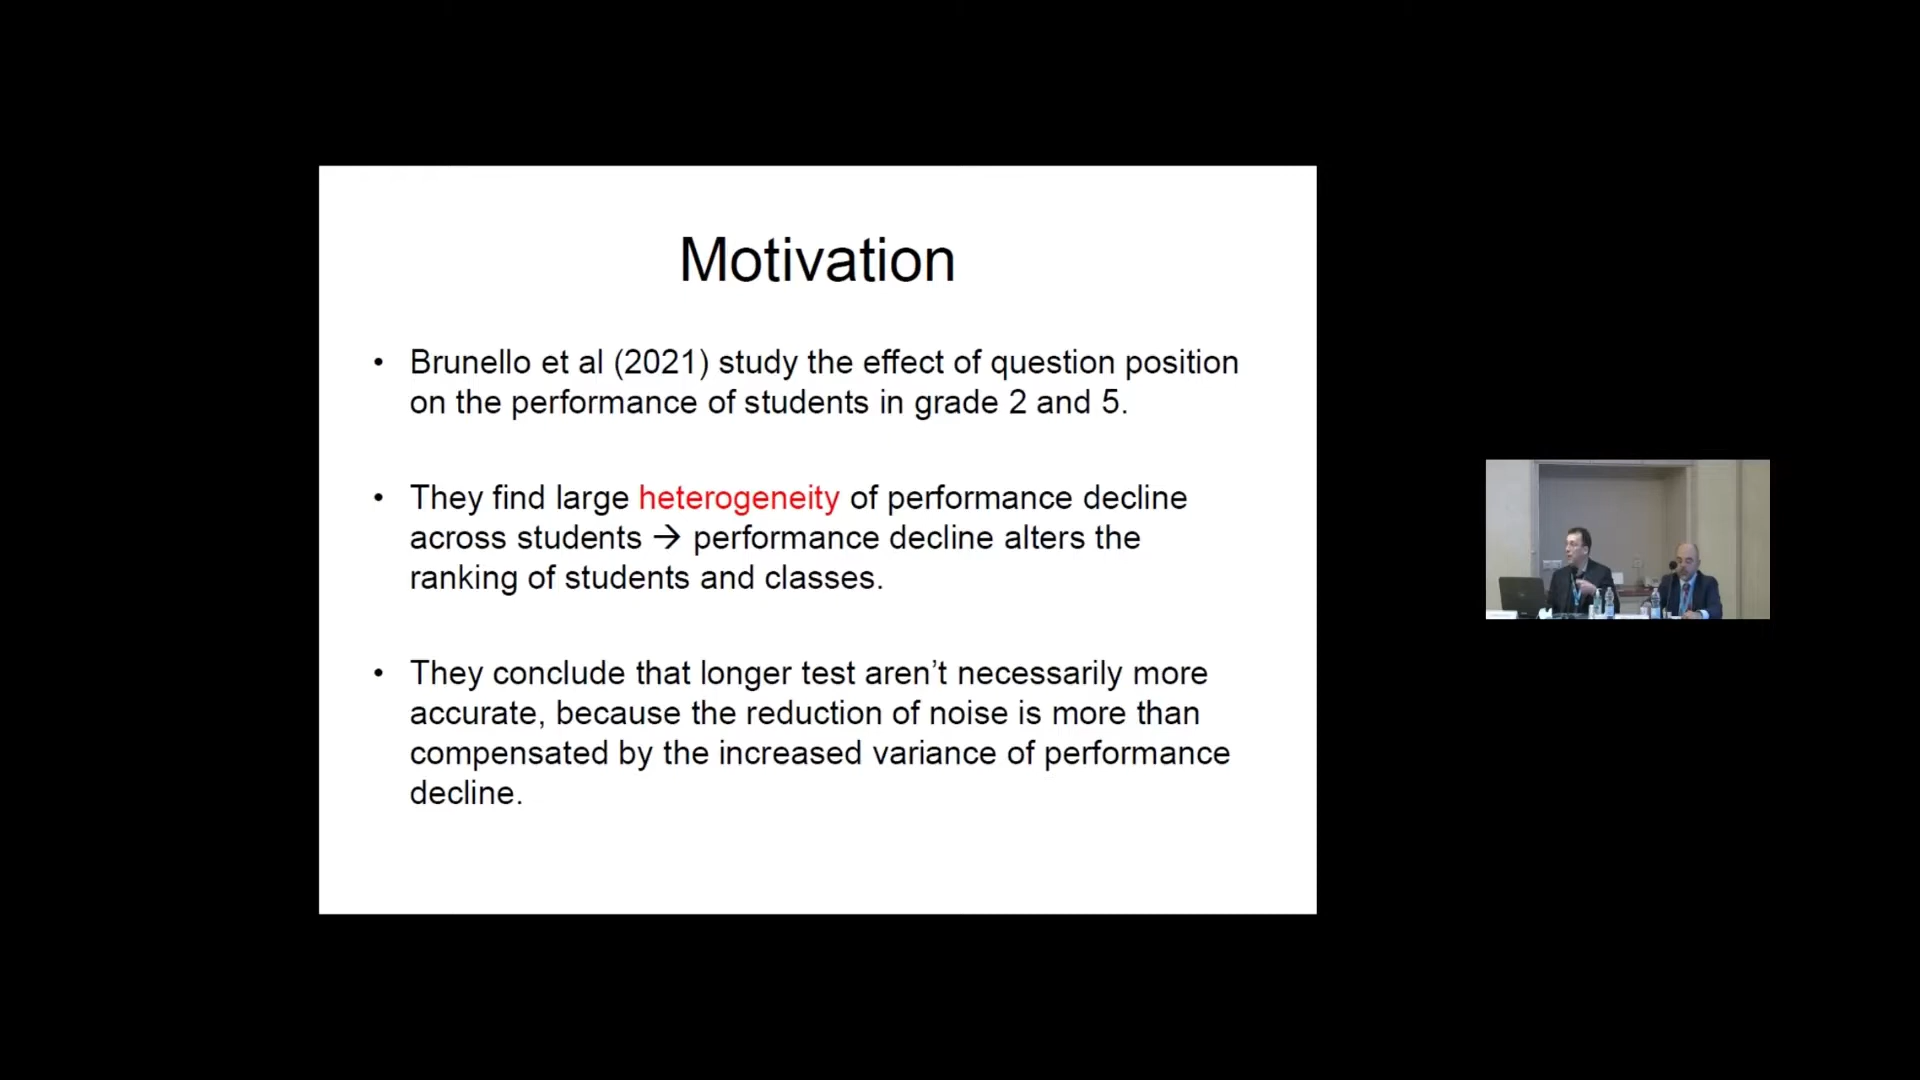 Motivation
• Brunello et al (2021) study the effect of question position
on the performance of students in grade 2 and 5.
• They find large heterogeneity of performance decline
across students → performance decline alters the
ranking of students and classes.
• They conclude that longer test aren’t necessarily more
accurate, because the reduction of noise is more than
compensated by the increased variance of performance
decline.